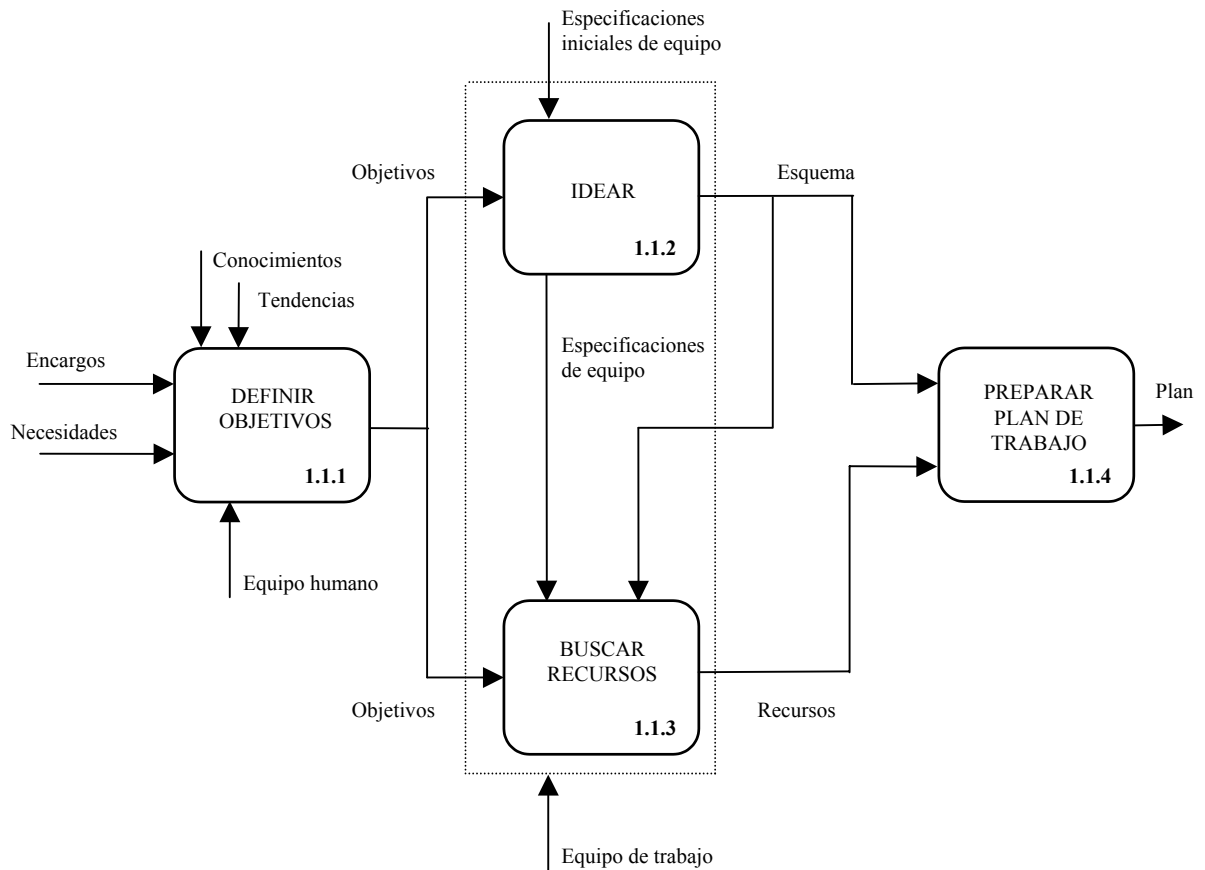 Especificaciones
iniciales de equipo
Objetivos
IDEAR
1.1.2
Esquema
Conocimientos
Tendencias
Encargos
Necesidades
DEFINIR
OBJETIVOS
1.1.1
Equipo humano
Especificaciones
de equipo
PREPARAR
PLAN DE
TRABAJO
1.1.4
Plan
BUSCAR
RECURSOS
1.1.3
Objetivos
Recursos
Equipo de trabajo